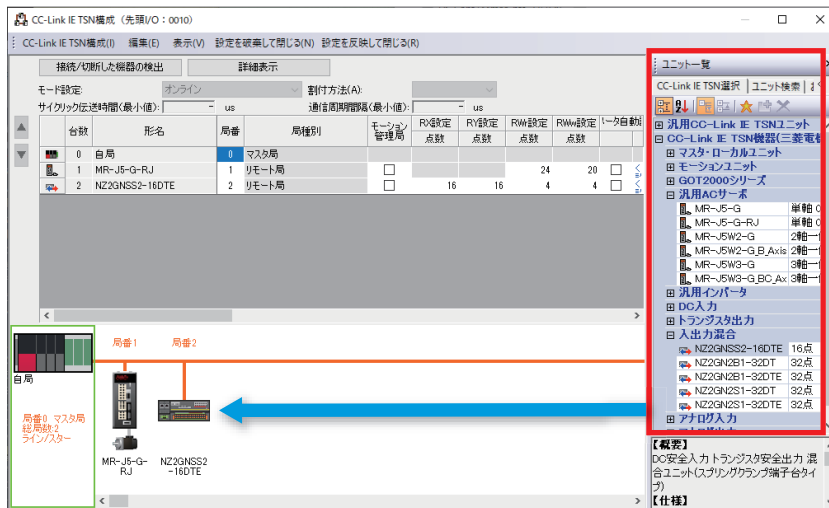 CC-Link IE TSN構成（先頭I/O：0010）
CC-Link IE TSN構成(I) 編集(E) 表示(V) 設定を破棄して閉じる(N) 設定を反映して閉じる(R)
接続/切断した機器の検出 詳細表示
モード設定: オンライン 割付方法(A):
サイクリック伝送時間(最小値): - us 通信周期間隔(最小値): - us
台数 形名 局番 局種別 モーション管理局 RX設定 RY設定 RWr設定 RWw設定
点数 点数 点数 点数
0 自局 0 マスタ局
1 MR-J5-G-RJ 1 リモート局 24 20
2 NZ2GNSS2-16DTE 2 リモート局 16 16 4 4
局番1 局番2
自局
局番0 マスタ局
総局数:2
ライン/スター
MR-J5-G-RJ
NZ2GNSS2-16DTE
ユニット一覧
CC-Link IE TSN選択 ユニット検索
汎用CC-Link IE TSNユニット
CC-Link IE TSN機器(三菱電機
マスタ・ローカルユニット
モーションユニット
GOT2000シリーズ
汎用ACサーボ
MR-J5-G 単軸
MR-J5-G-RJ 単軸
MR-J5W2-G 2軸一
MR-J5W2-G_B_Axis 2軸一
MR-J5W3-G 3軸一
MR-J5W3-G_BC_Ax 3軸一
汎用インバータ
DC入力
トランジスタ出力
入出力混合
NZ2GNSS2-16DTE 16点
NZ2GN2B1-32DT 32点
NZ2GN2B1-32DTE 32点
NZ2GN2S1-32DT 32点
NZ2GN2S1-32DTE 32点
アナログ入力
【概要】
DC安全入力トランジスタ安全出力 混
合ユニット(スプリングクランプ端子台タイ
プ)
【仕様】